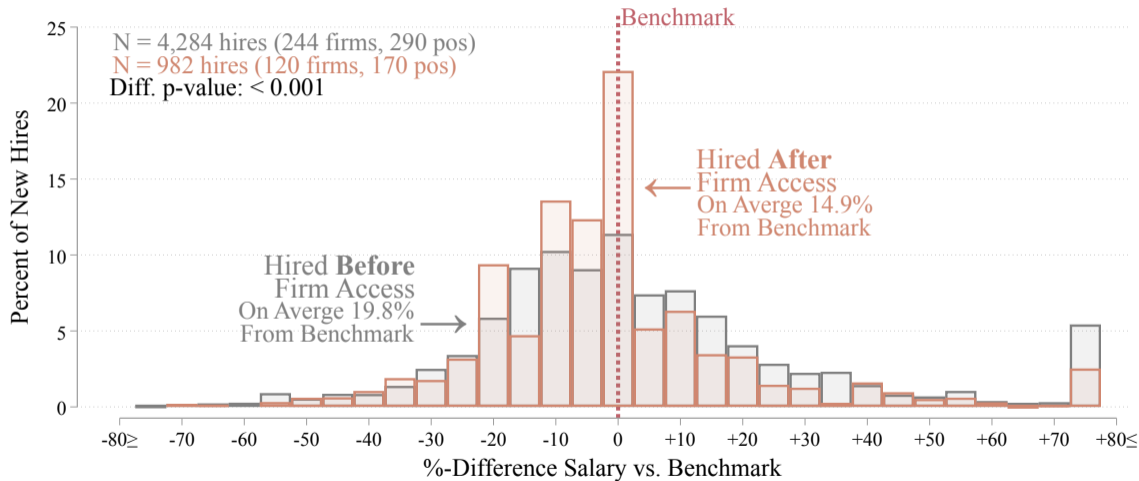 Benchmark
25
N = 4,284 hires (244 firms, 290 pos)
N = 982 hires (120 firms, 170 pos)
Diff. p-value: < 0.001
20
15
10
5
0
Percent of New Hires
Hired After
Firm Access
On Averge 14.9%
From Benchmark
Hired Before
Firm Access
On Averge 19.8%
From Benchmark
-80≥ -70 -60 -50 -40 -30 -20 -10 0 +10 +20 +30 +40 +50 +60 +70 +80≤
%-Difference Salary vs. Benchmark